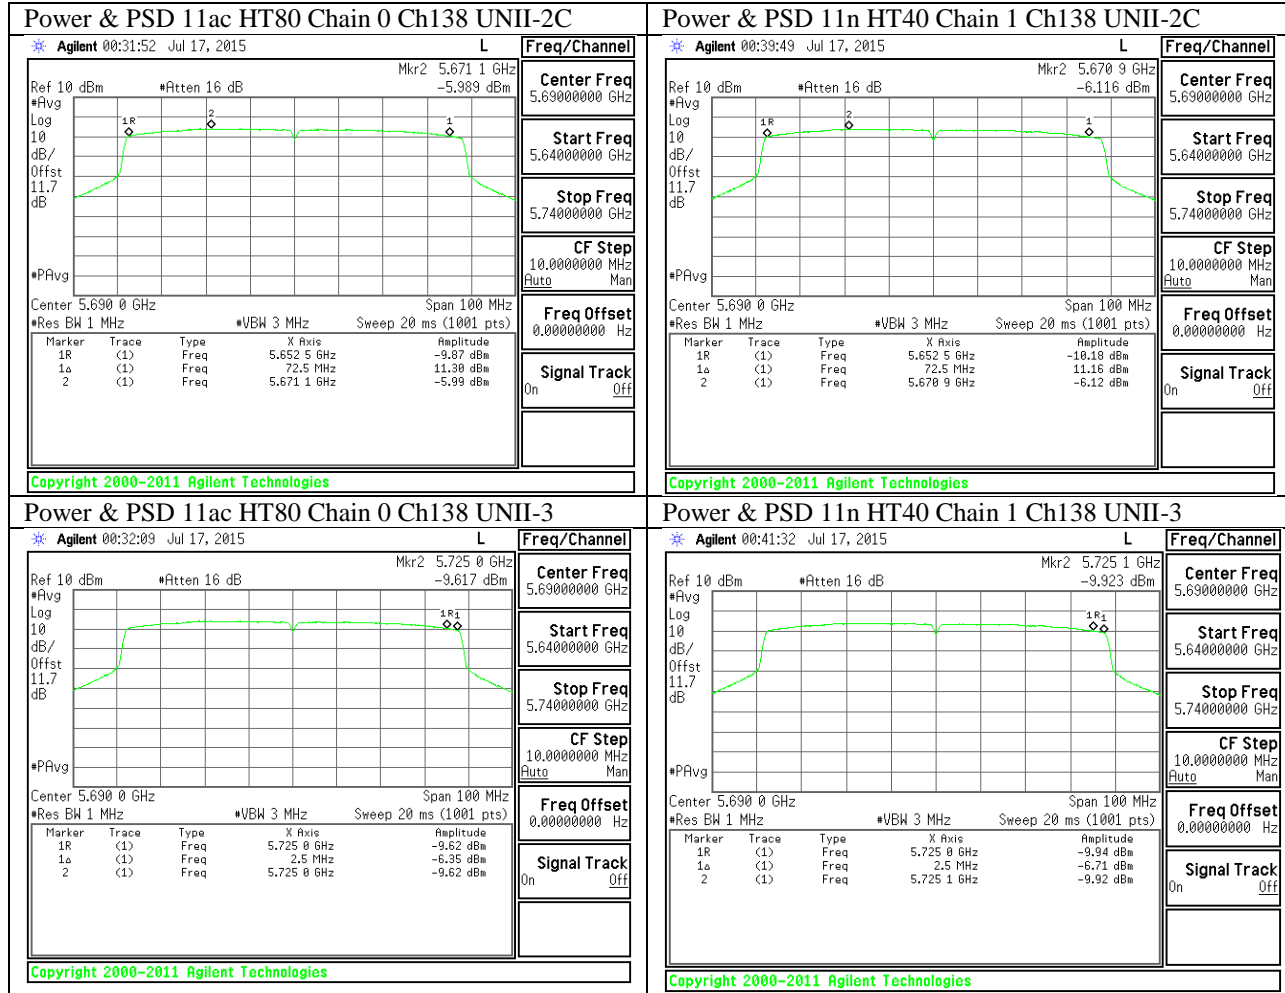 Power & PSD 11ac HT80 Chain 0 Ch138 UNII-2C
Agilent 00:31:52 Jul 17, 2015 L
Freq/Channel
Mkr2 5.671 1 GHz
Ref 10 dBm #Atten 16 dB -5.989 dBm
#Avg
Log
10
dB/
Offst
11.7
dB
#PAvg
1R
2
1
Center 5.690 0 GHz Span 100 MHz
#Res BW 1 MHz #VBW 3 MHz Sweep 20 ms (1001 pts)
Marker Trace Type X Axis Amplitude
1R (1) Freq 5.652 5 GHz -9.87 dBm
1Δ (1) Freq 72.5 MHz 11.30 dBm
2 (1) Freq 5.671 1 GHz -5.99 dBm
Center Freq
5.69000000 GHz
Start Freq
5.64000000 GHz
Stop Freq
5.74000000 GHz
CF Step
10.0000000 MHz
Auto Man
Freq Offset
0.00000000 Hz
Signal Track
On Off
Copyright 2000-2011 Agilent Technologies
Power & PSD 11n HT40 Chain 1 Ch138 UNII-2C
Agilent 00:39:49 Jul 17, 2015 L
Freq/Channel
Mkr2 5.670 9 GHz
Ref 10 dBm #Atten 16 dB -6.116 dBm
#Avg
Log
10
dB/
Offst
11.7
dB
#PAvg
1R
2
1
Center 5.690 0 GHz Span 100 MHz
#Res BW 1 MHz #VBW 3 MHz Sweep 20 ms (1001 pts)
Marker Trace Type X Axis Amplitude
1R (1) Freq 5.652 5 GHz -10.18 dBm
1Δ (1) Freq 72.5 MHz 11.16 dBm
2 (1) Freq 5.670 9 GHz -6.12 dBm
Center Freq
5.69000000 GHz
Start Freq
5.64000000 GHz
Stop Freq
5.74000000 GHz
CF Step
10.0000000 MHz
Auto Man
Freq Offset
0.00000000 Hz
Signal Track
On Off
Copyright 2000-2011 Agilent Technologies
Power & PSD 11ac HT80 Chain 0 Ch138 UNII-3
Agilent 00:32:09 Jul 17, 2015 L
Freq/Channel
Mkr2 5.725 0 GHz
Ref 10 dBm #Atten 16 dB -9.617 dBm
#Avg
Log
10
dB/
Offst
11.7
dB
#PAvg
1R 1
Center 5.690 0 GHz Span 100 MHz
#Res BW 1 MHz #VBW 3 MHz Sweep 20 ms (1001 pts)
Marker Trace Type X Axis Amplitude
1R (1) Freq 5.725 0 GHz -9.62 dBm
1Δ (1) Freq 2.5 MHz -6.35 dBm
2 (1) Freq 5.725 0 GHz -9.62 dBm
Center Freq
5.69000000 GHz
Start Freq
5.64000000 GHz
Stop Freq
5.74000000 GHz
CF Step
10.0000000 MHz
Auto Man
Freq Offset
0.00000000 Hz
Signal Track
On Off
Copyright 2000-2011 Agilent Technologies
Power & PSD 11n HT40 Chain 1 Ch138 UNII-3
Agilent 00:41:32 Jul 17, 2015 L
Freq/Channel
Mkr2 5.725 1 GHz
Ref 10 dBm #Atten 16 dB -9.923 dBm
#Avg
Log
10
dB/
Offst
11.7
dB
#PAvg
1R 1
Center 5.690 0 GHz Span 100 MHz
#Res BW 1 MHz #VBW 3 MHz Sweep 20 ms (1001 pts)
Marker Trace Type X Axis Amplitude
1R (1) Freq 5.725 0 GHz -9.94 dBm
1Δ (1) Freq 2.5 MHz -6.71 dBm
2 (1) Freq 5.725 1 GHz -9.92 dBm
Center Freq
5.69000000 GHz
Start Freq
5.64000000 GHz
Stop Freq
5.74000000 GHz
CF Step
10.0000000 MHz
Auto Man
Freq Offset
0.00000000 Hz
Signal Track
On Off
Copyright 2000-2011 Agilent Technologies